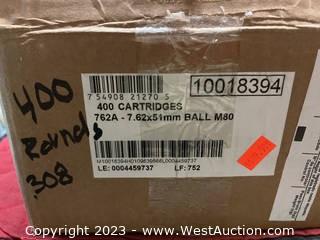 7 54908 21270 5
10018394
400 CARTRIDGES
762A - 7.62x51mm BALL M80
LE: 0004459737
LF: 752
400
Rounds
.308
Copyright © 2023 - WestAuction.com